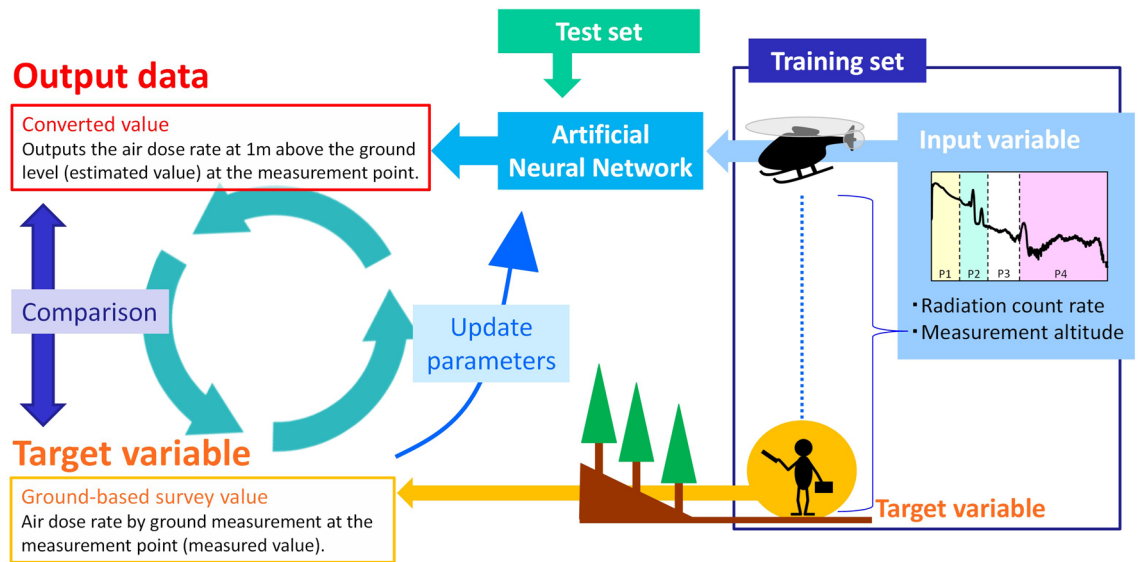 Test set
Training set
Output data
Converted value
Outputs the air dose rate at 1m above the ground
level (estimated value) at the measurement point.
Artificial
Neural Network
Input variable
P1 P2 P3 P4
・Radiation count rate
・Measurement altitude
Comparison
Update
parameters
Target variable
Ground-based survey value
Air dose rate by ground measurement at the
measurement point (measured value).
Target variable